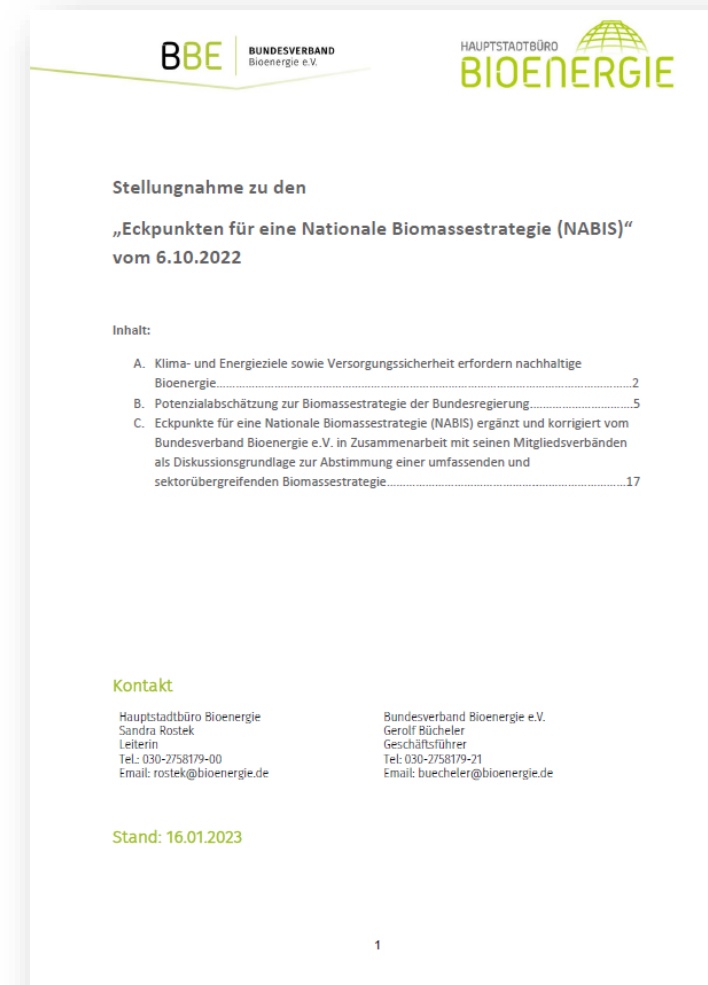 BBE
BUNDESVERBAND
Bioenergie e.V.
HAUPTSTADTBÜRO
BIOENERGIE
Stellungnahme zu den
„Eckpunkten für eine Nationale Biomassestrategie (NABIS)“
vom 6.10.2022
Inhalt:
A. Klima- und Energieziele sowie Versorgungssicherheit erfordern nachhaltige
Bioenergie.....................................................................................................................2
B. Potenzialabschätzung zur Biomassestrategie der Bundesregierung.............................5
C. Eckpunkte für eine Nationale Biomassestrategie (NABIS) ergänzt und korrigiert vom
Bundesverband Bioenergie e.V. in Zusammenarbeit mit seinen Mitgliedsverbänden
als Diskussionsgrundlage zur Abstimmung einer umfassenden und
sektorübergreifenden Biomassestrategie....................................................................17
Kontakt
Hauptstadtbüro Bioenergie
Sandra Rostek
Leiterin
Tel.: 030-2758179-00
Email: rostek@bioenergie.de
Bundesverband Bioenergie e.V.
Gerolf Bücheler
Geschäftsführer
Tel: 030-2758179-21
Email: buecheler@bioenergie.de
Stand: 16.01.2023
1